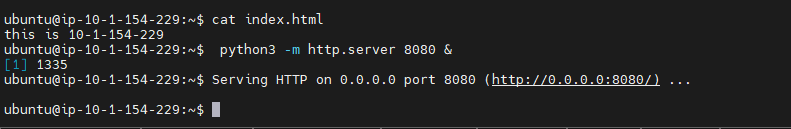 ubuntu@ip-10-1-154-229:~$ cat index.html
this is 10-1-154-229
ubuntu@ip-10-1-154-229:~$  python3 -m http.server 8080 &
[1] 1335
ubuntu@ip-10-1-154-229:~$ Serving HTTP on 0.0.0.0 port 8080 (http://0.0.0.0:8080/) ...
ubuntu@ip-10-1-154-229:~$